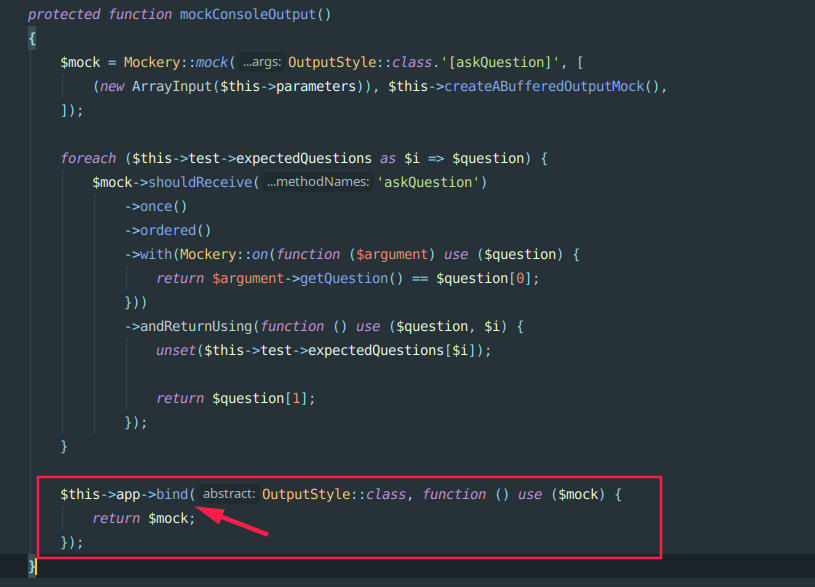 protected function mockConsoleOutput()
{
    $mock = Mockery::mock( ...args: OutputStyle::class.'[askQuestion]', [
        (new ArrayInput($this->parameters)), $this->createABufferedOutputMock(),
    ]);

    foreach ($this->test->expectedQuestions as $i => $question) {
        $mock->shouldReceive( ...methodNames: 'askQuestion')
            ->once()
            ->ordered()
            ->with(Mockery::on(function ($argument) use ($question) {
                return $argument->getQuestion() == $question[0];
            }))
            ->andReturnUsing(function () use ($question, $i) {
                unset($this->test->expectedQuestions[$i]);

                return $question[1];
            });
    }

    $this->app->bind( abstract: OutputStyle::class, function () use ($mock) {
        return $mock;
    });
}